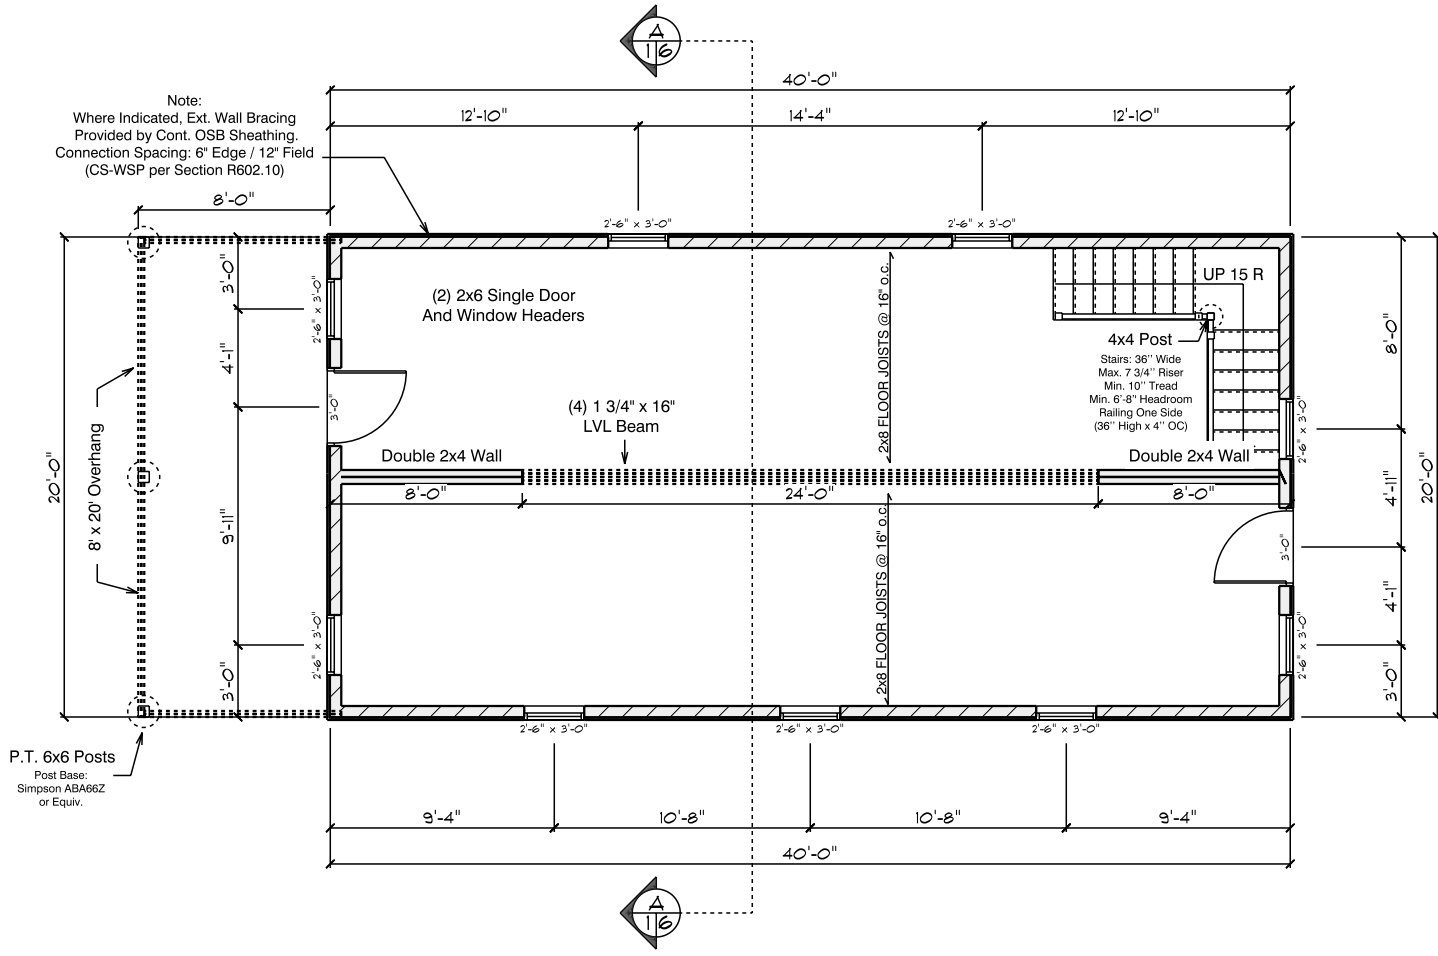 A
1 6
40'-0"
12'-10"
14'-4"
12'-10"
Note:
Where Indicated, Ext. Wall Bracing
Provided by Cont. OSB Sheathing.
Connection Spacing: 6" Edge / 12" Field
(CS-WSP per Section R602.10)
8'-0"
2'-6" x 3'-0"
2'-6" x 3'-0"
3'-0"
4'-1"
9'-11"
3'-0"
20'-0"
8' x 20' Overhang
2'-6" x 3'-0"
3'-0"
2'-6" x 3'-0"
(2) 2x6 Single Door
And Window Headers
2x8 FLOOR JOISTS @ 16" o.c.
UP 15 R
4x4 Post
Stairs: 36'' Wide
Max. 7 3/4'' Riser
Min. 10'' Tread
Min. 6'-8'' Headroom
Railing One Side
(36'' High x 4'' OC)
(4) 1 3/4" x 16"
LVL Beam
Double 2x4 Wall
Double 2x4 Wall
8'-0"
24'-0"
8'-0"
2x8 FLOOR JOISTS @ 16" o.c.
2'-6" x 3'-0"
3'-0"
2'-6" x 3'-0"
8'-0"
4'-11"
4'-1"
3'-0"
20'-0"
2'-6" x 3'-0"
2'-6" x 3'-0"
2'-6" x 3'-0"
P.T. 6x6 Posts
Post Base:
Simpson ABA66Z
or Equiv.
9'-4"
10'-8"
10'-8"
9'-4"
40'-0"
A
1 6